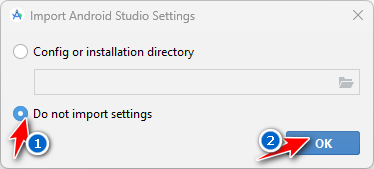 Import Android Studio Settings
Config or installation directory
Do not import settings
1
2
OK